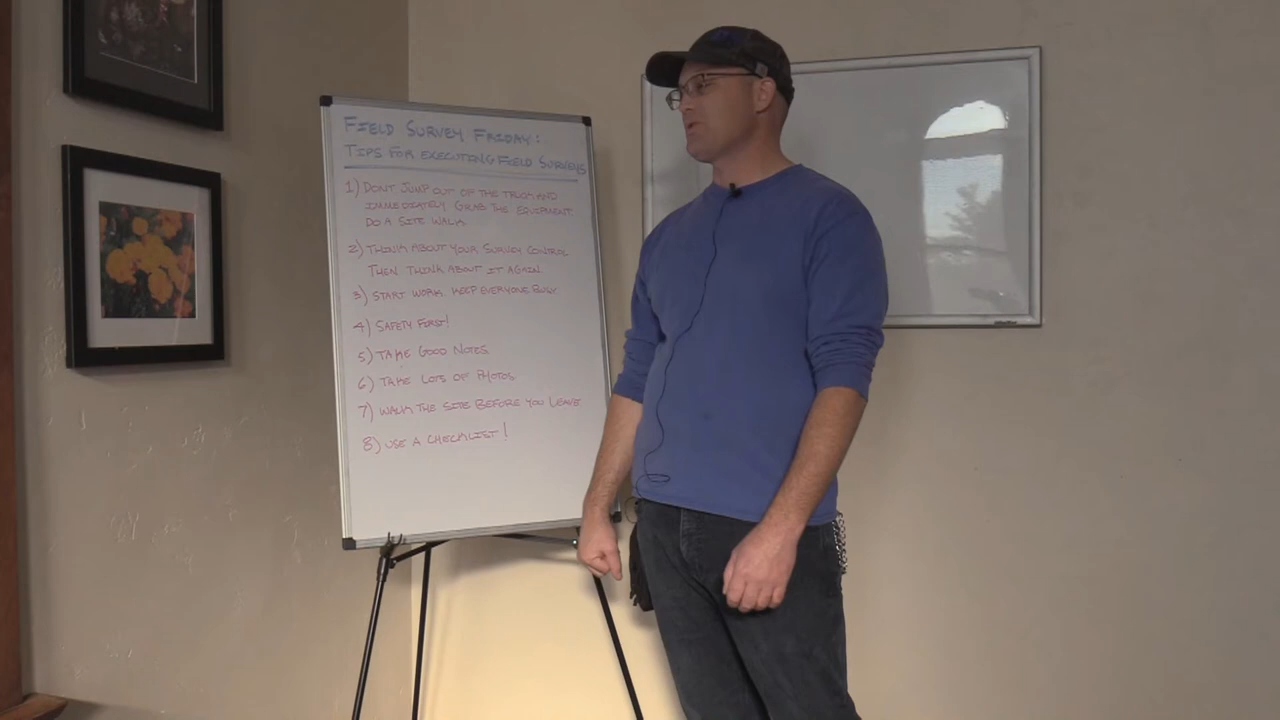 FIELD SURVEY FRIDAY:
TIPS FOR EXECUTING FIELD SURVEYS
1) DONT JUMP OUT OF THE TRUCK AND
IMMEDIATELY GRAB THE EQUIPMENT.
DO A SITE WALK
2) THINK ABOUT YOUR SURVEY CONTROL
THEN THINK ABOUT IT AGAIN
3) START WORK. KEEP EVERYONE BUSY
4) SAFETY FIRST!
5) TAKE GOOD NOTES
6) TAKE LOTS OF PHOTOS
7) WALK THE SITE BEFORE YOU LEAVE
8) USE A CHECKLIST!